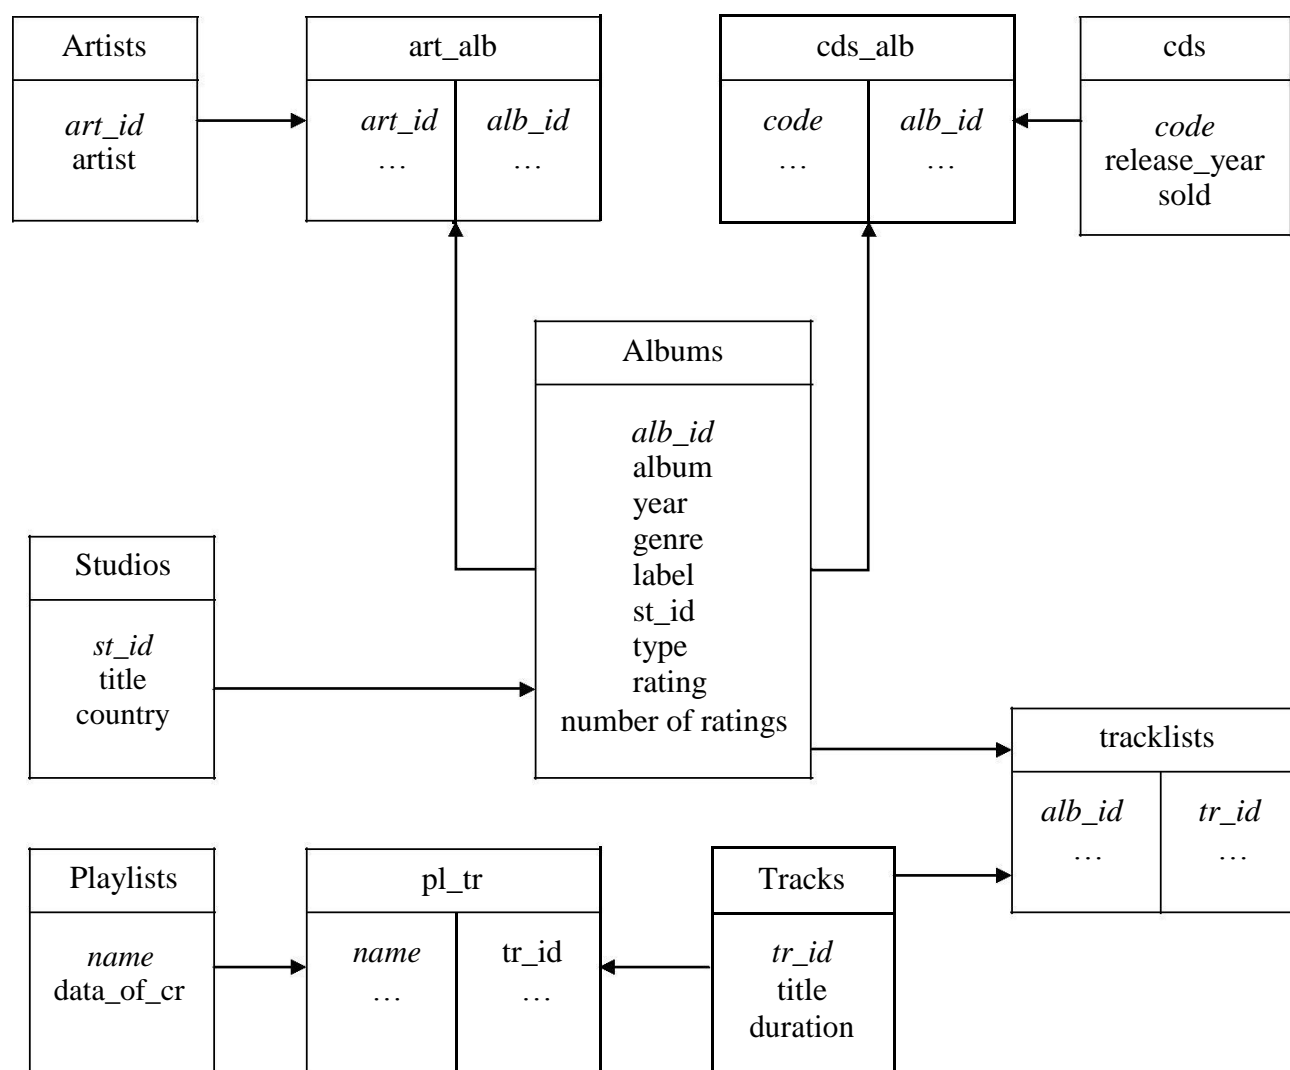 Artists
art_id
artist
art_alb
art_id alb_id
… …
cds_alb
code alb_id
… …
cds
code
release_year
sold
Albums
alb_id
album
year
genre
label
st_id
type
rating
number of ratings
Studios
st_id
title
country
tracklists
alb_id tr_id
… …
Playlists
name
data_of_cr
pl_tr
name tr_id
… …
Tracks
tr_id
title
duration